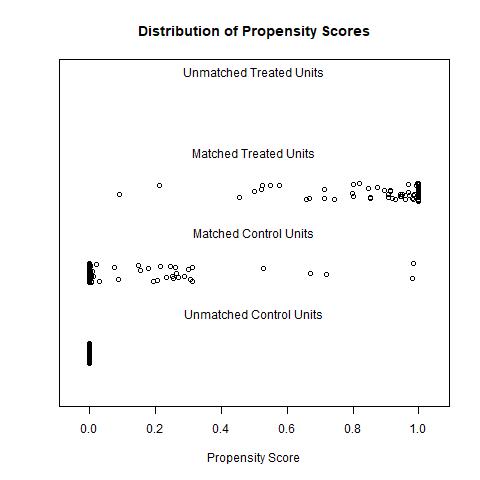 Distribution of Propensity Scores
Unmatched Treated Units
Matched Treated Units
Matched Control Units
Unmatched Control Units
0.0 0.2 0.4 0.6 0.8 1.0
Propensity Score